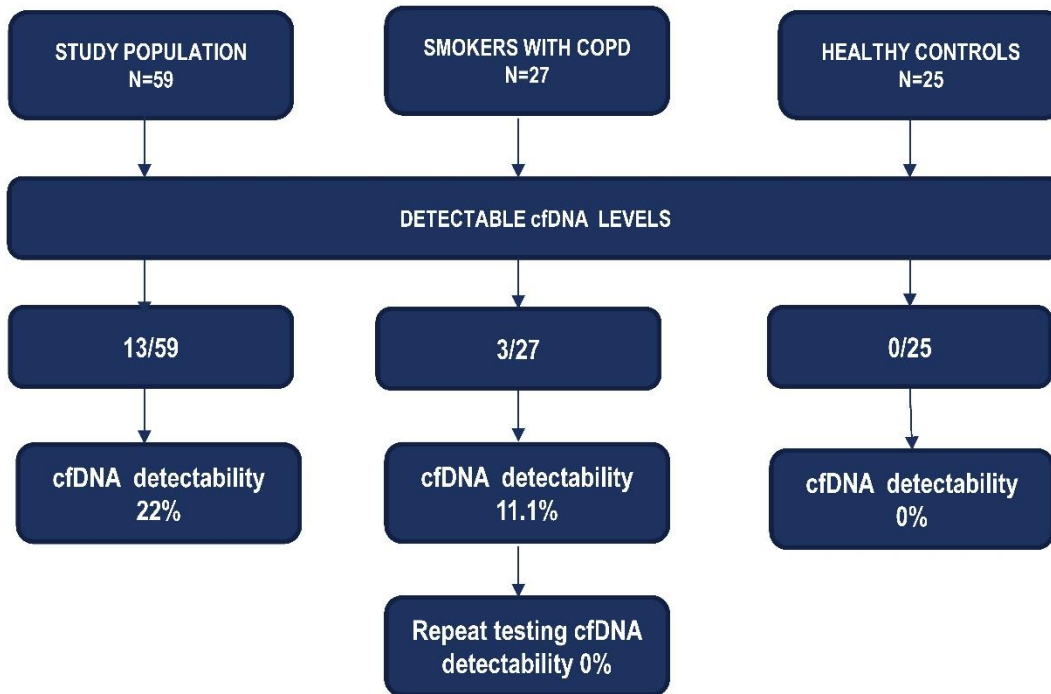 STUDY POPULATION
N=59
SMOKERS WITH COPD
N=27
HEALTHY CONTROLS
N=25
DETECTABLE cfDNA LEVELS
13/59
3/27
0/25
cfDNA detectability
22%
cfDNA detectability
11.1%
cfDNA detectability
0%
Repeat testing cfDNA
detectability 0%